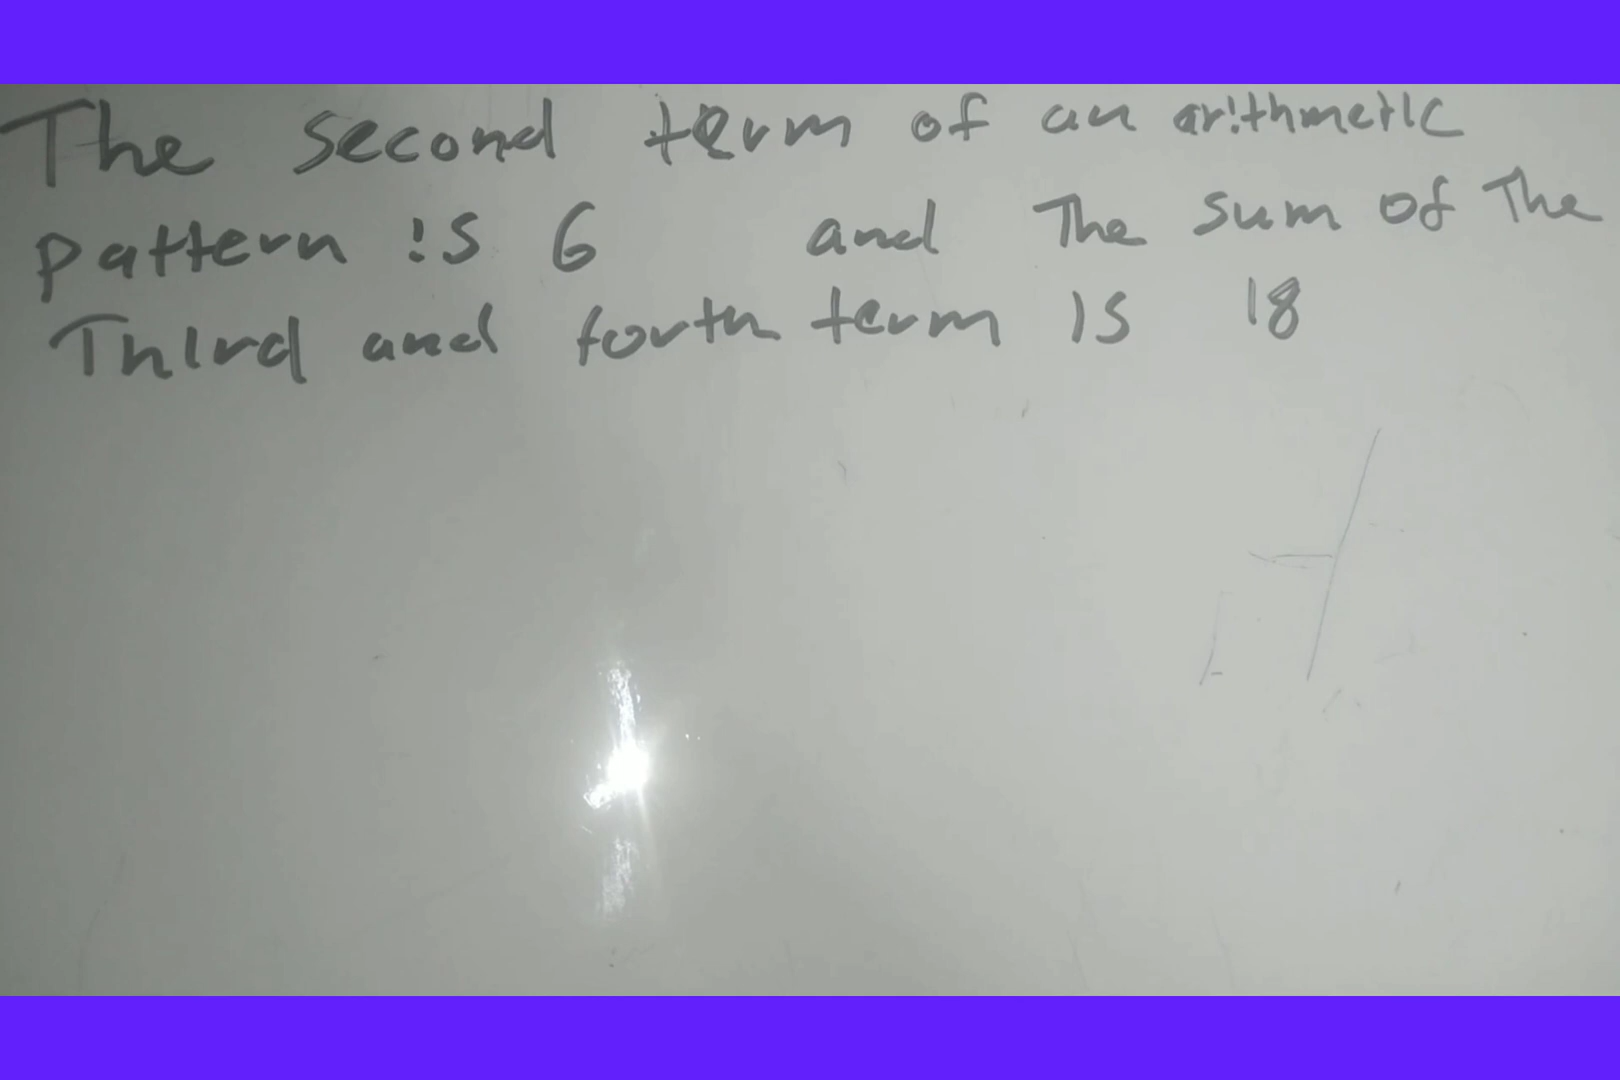 The second term of an arithmetic
pattern is 6 and The sum of The
Third and forth term is 18